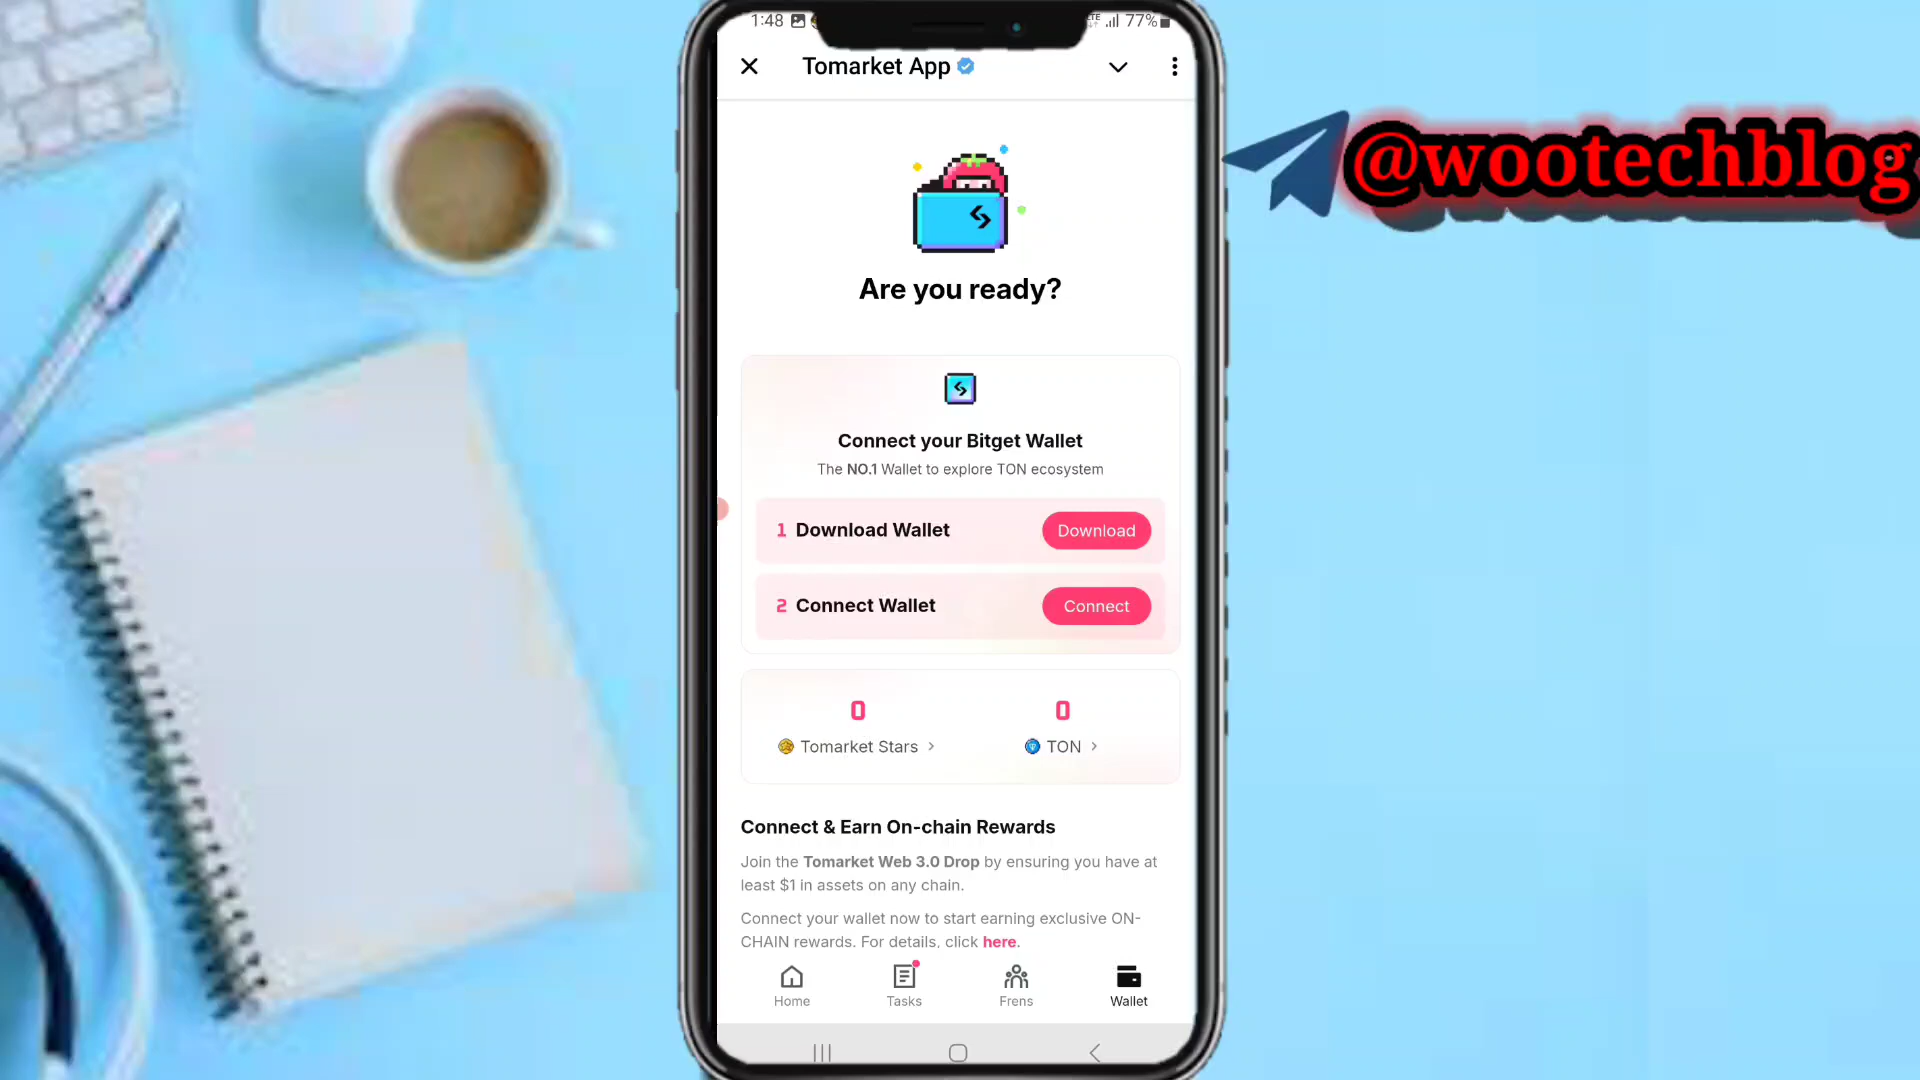 1:48
LTE
77%
Tomarket App
@wootechblog
Are you ready?
Connect your Bitget Wallet
The NO.1 Wallet to explore TON ecosystem
1 Download Wallet
Download
2 Connect Wallet
Connect
0
0
Tomarket Stars
TON
Connect & Earn On-chain Rewards
Join the Tomarket Web 3.0 Drop by ensuring you have at
least $1 in assets on any chain.
Connect your wallet now to start earning exclusive ON-
CHAIN rewards. For details, click here.
Home
Tasks
Frens
Wallet